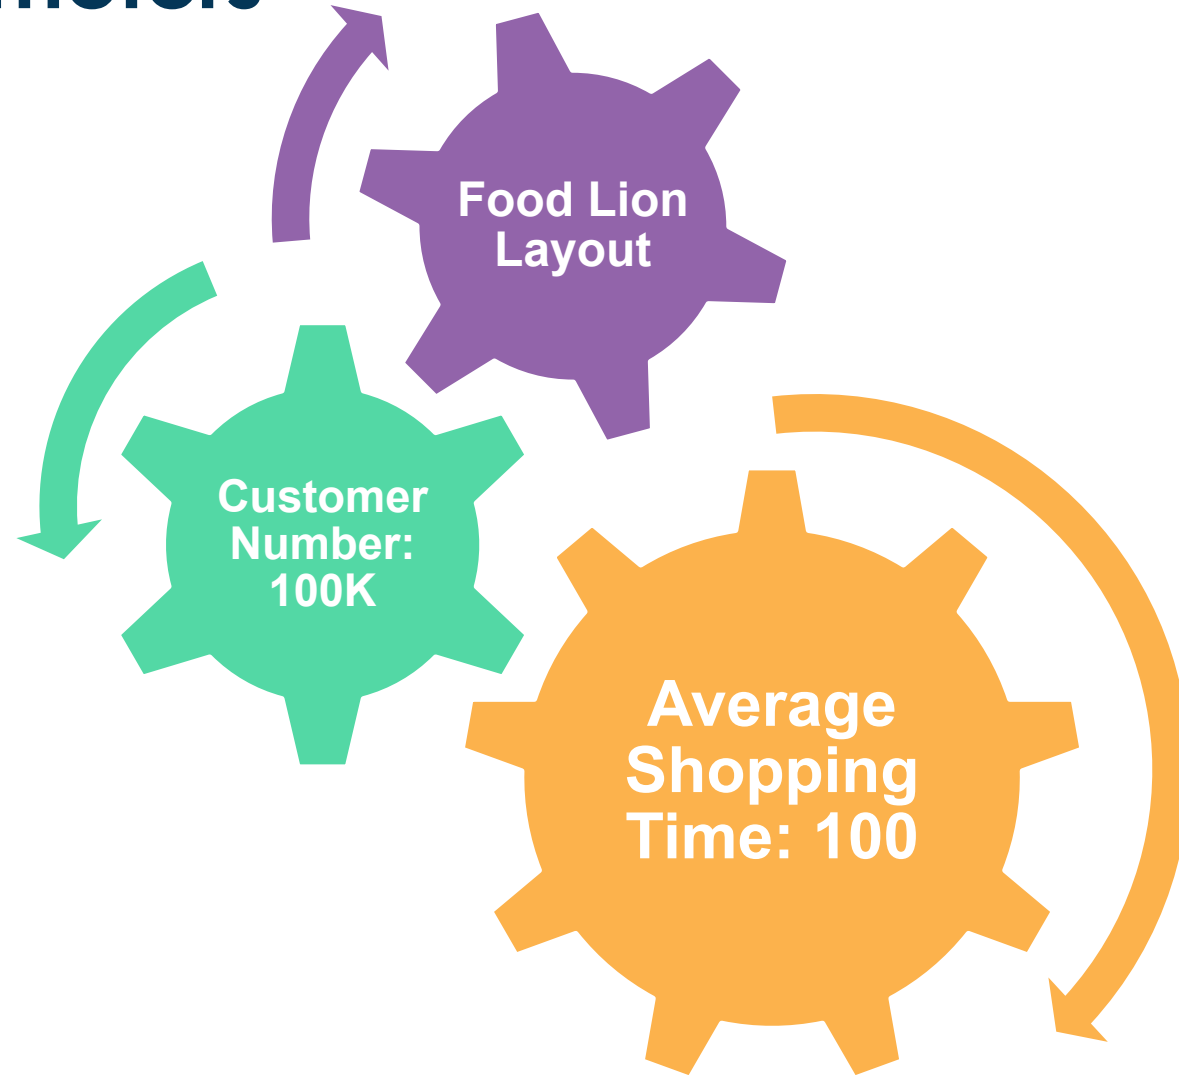 Food Lion
Layout
Customer
Number:
100K
Average
Shopping
Time: 100